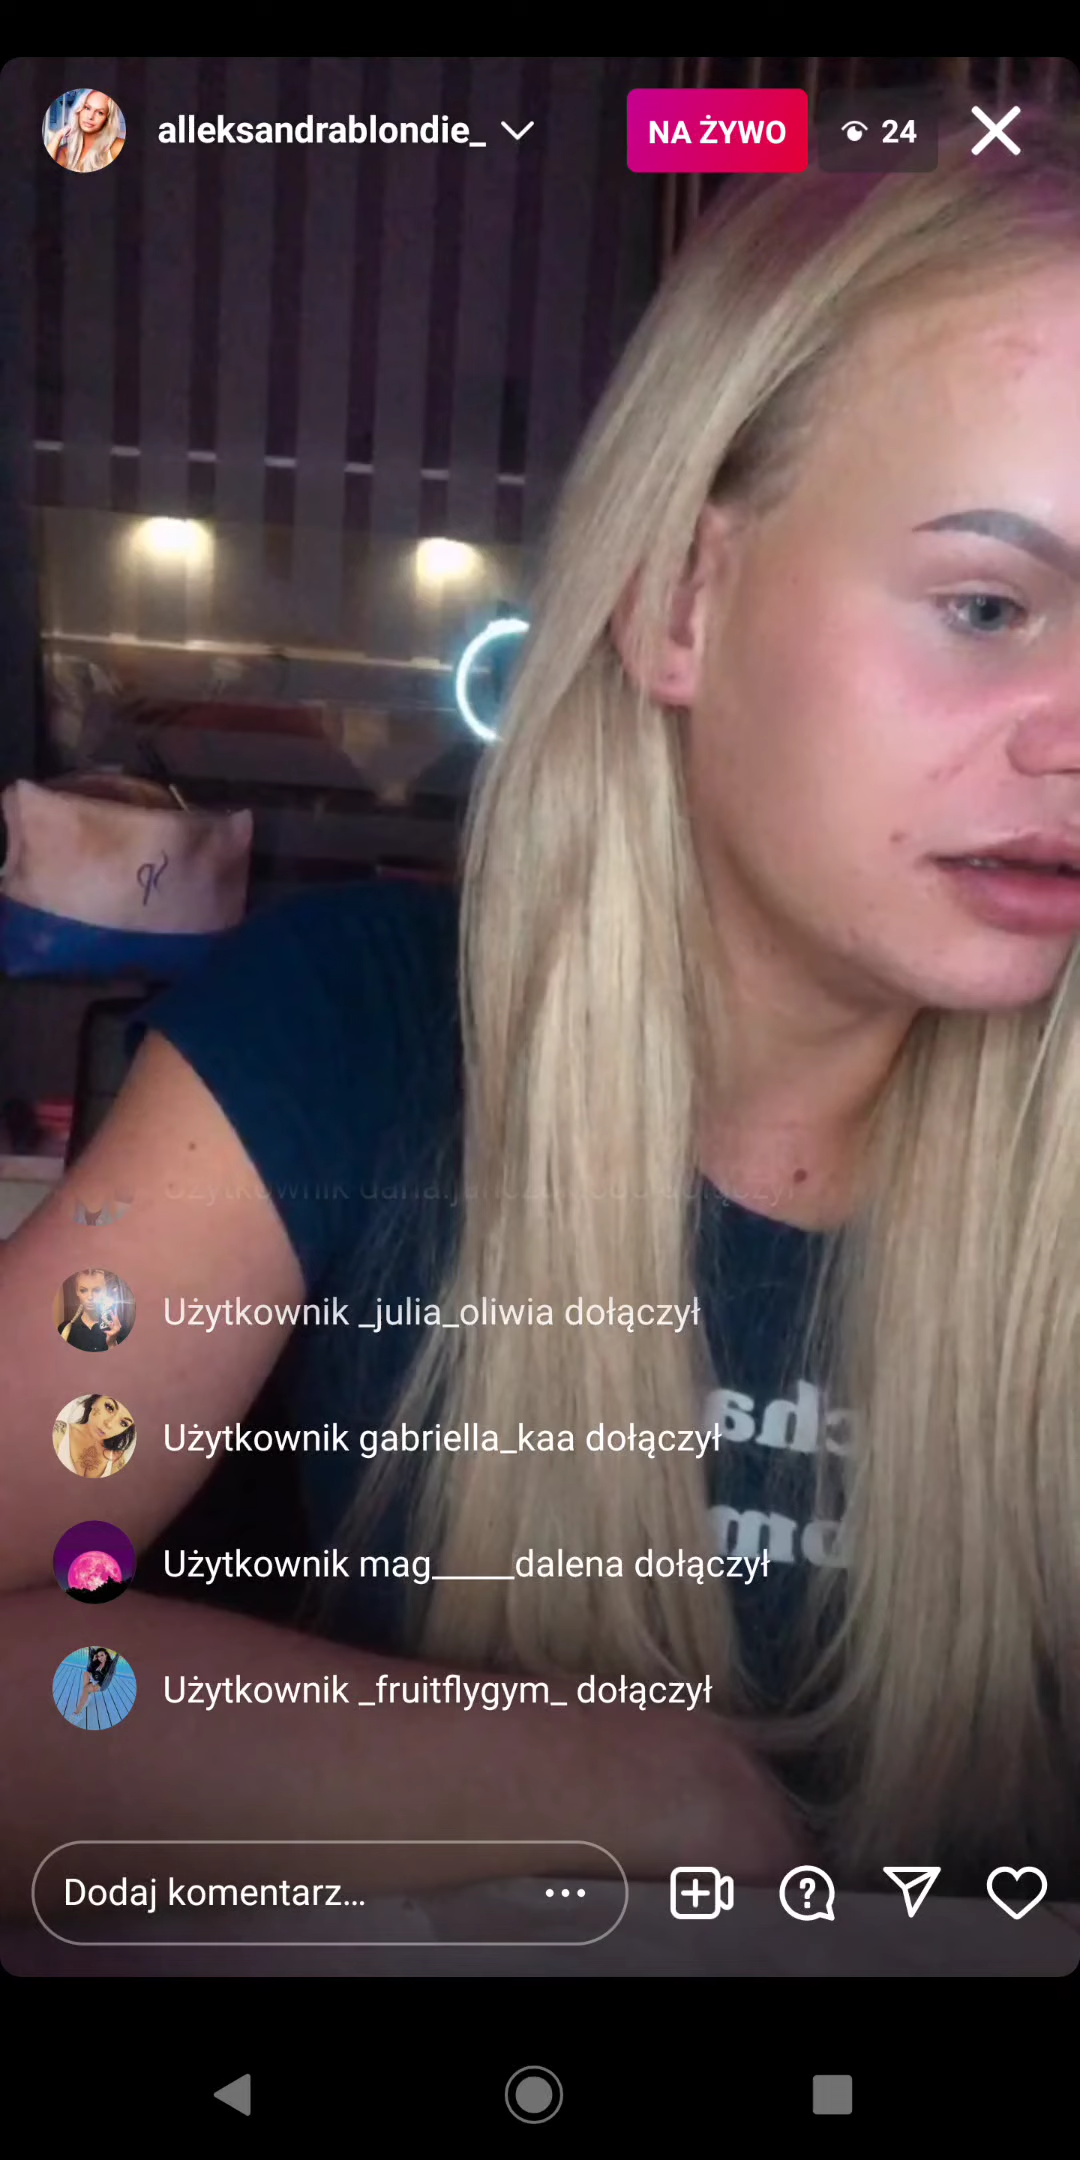 alleksandrablondie_
NA ŻYWO
24
Użytkownik _julia_oliwia dołączył
Użytkownik gabriella_kaa dołączył
Użytkownik mag_____dalena dołączył
Użytkownik _fruitflygym_ dołączył
Dodaj komentarz...